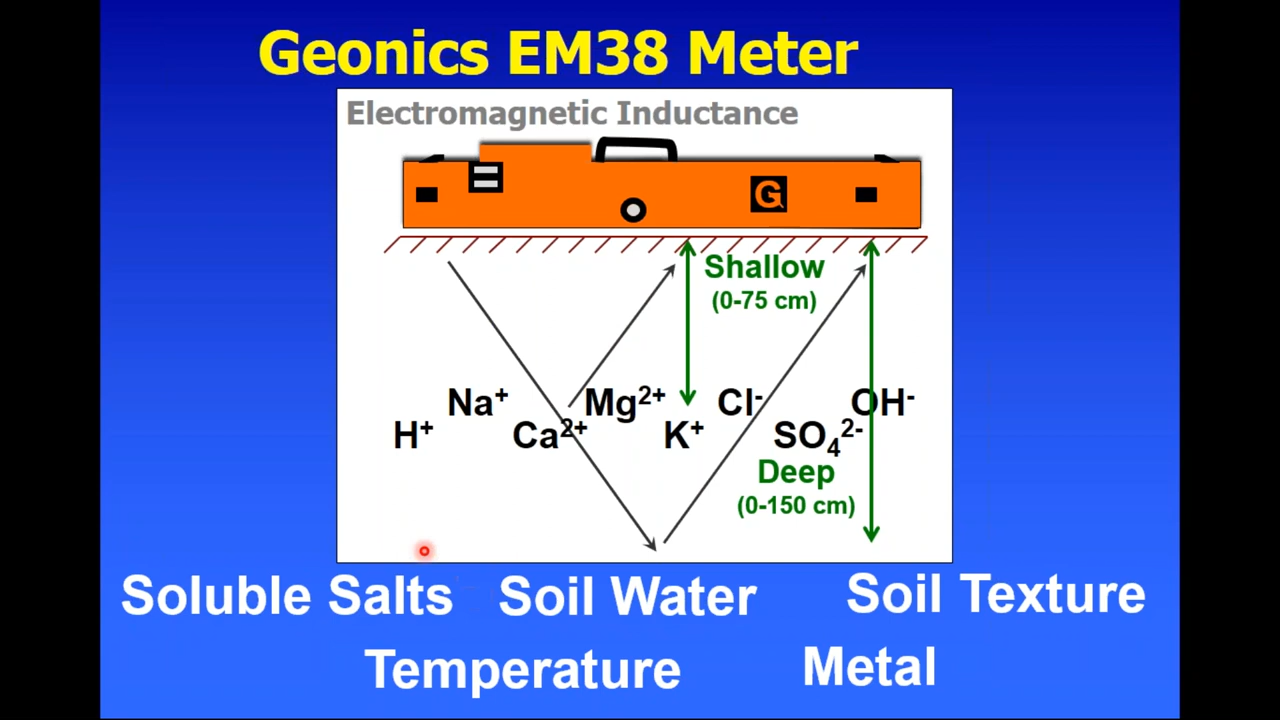 Geonics EM38 Meter
Electromagnetic Inductance
G
Shallow
(0-75 cm)
Na⁺ Mg²⁺ Cl⁻ OH⁻
H⁺ Ca²⁺ K⁺ SO₄²⁻
Deep
(0-150 cm)
Soluble Salts Soil Water Soil Texture
Temperature Metal